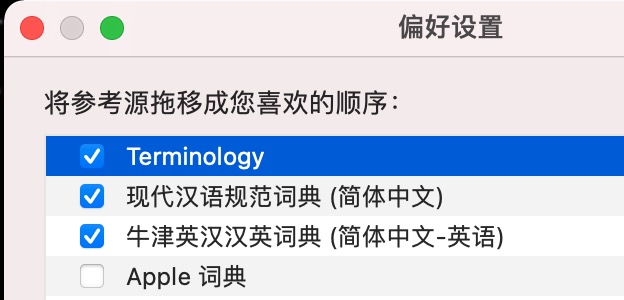 偏好设置
将参考源拖移成您喜欢的顺序：
Terminology
现代汉语规范词典 (简体中文)
牛津英汉汉英词典 (简体中文-英语)
Apple 词典